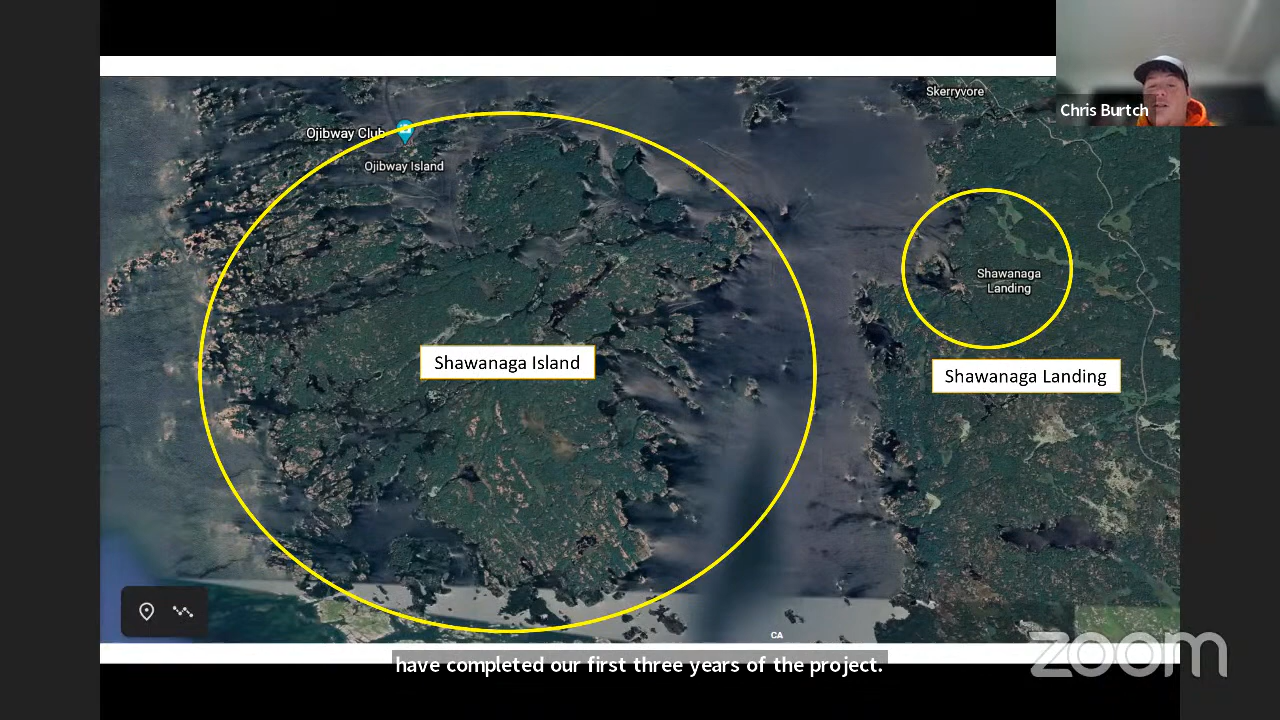 Skerryvore
Chris Burtch
Ojibway Club
Ojibway Island
Shawanaga
Landing
Shawanaga Island
Shawanaga Landing
CA
have completed our first three years of the project.
zoom